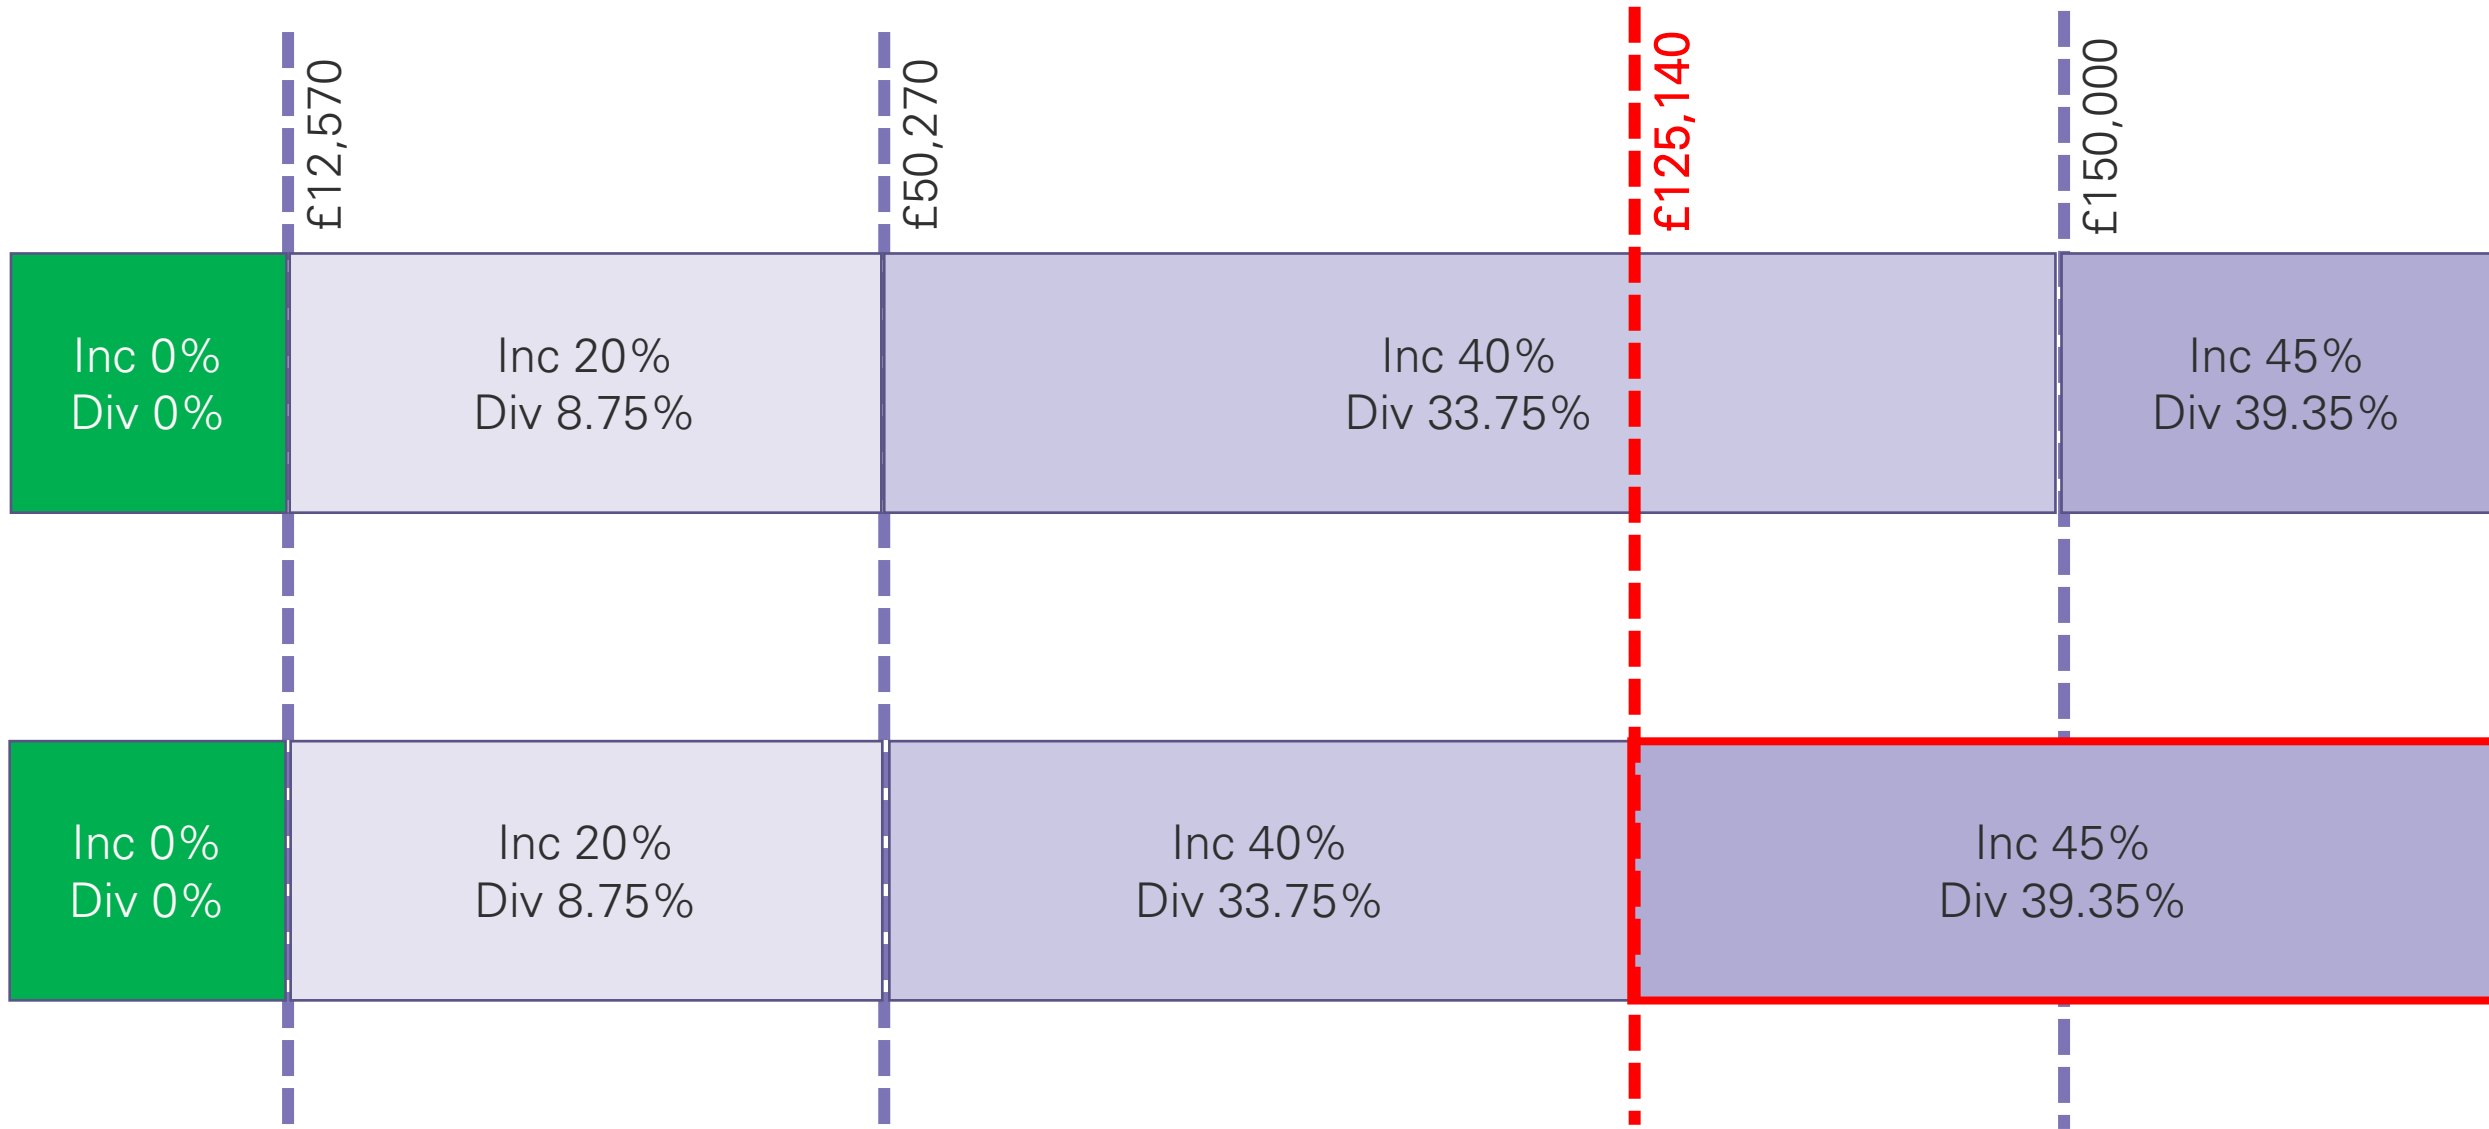 £12,570
£50,270
£125,140
£150,000
Inc 0%
Div 0%
Inc 20%
Div 8.75%
Inc 40%
Div 33.75%
Inc 45%
Div 39.35%
Inc 0%
Div 0%
Inc 20%
Div 8.75%
Inc 40%
Div 33.75%
Inc 45%
Div 39.35%